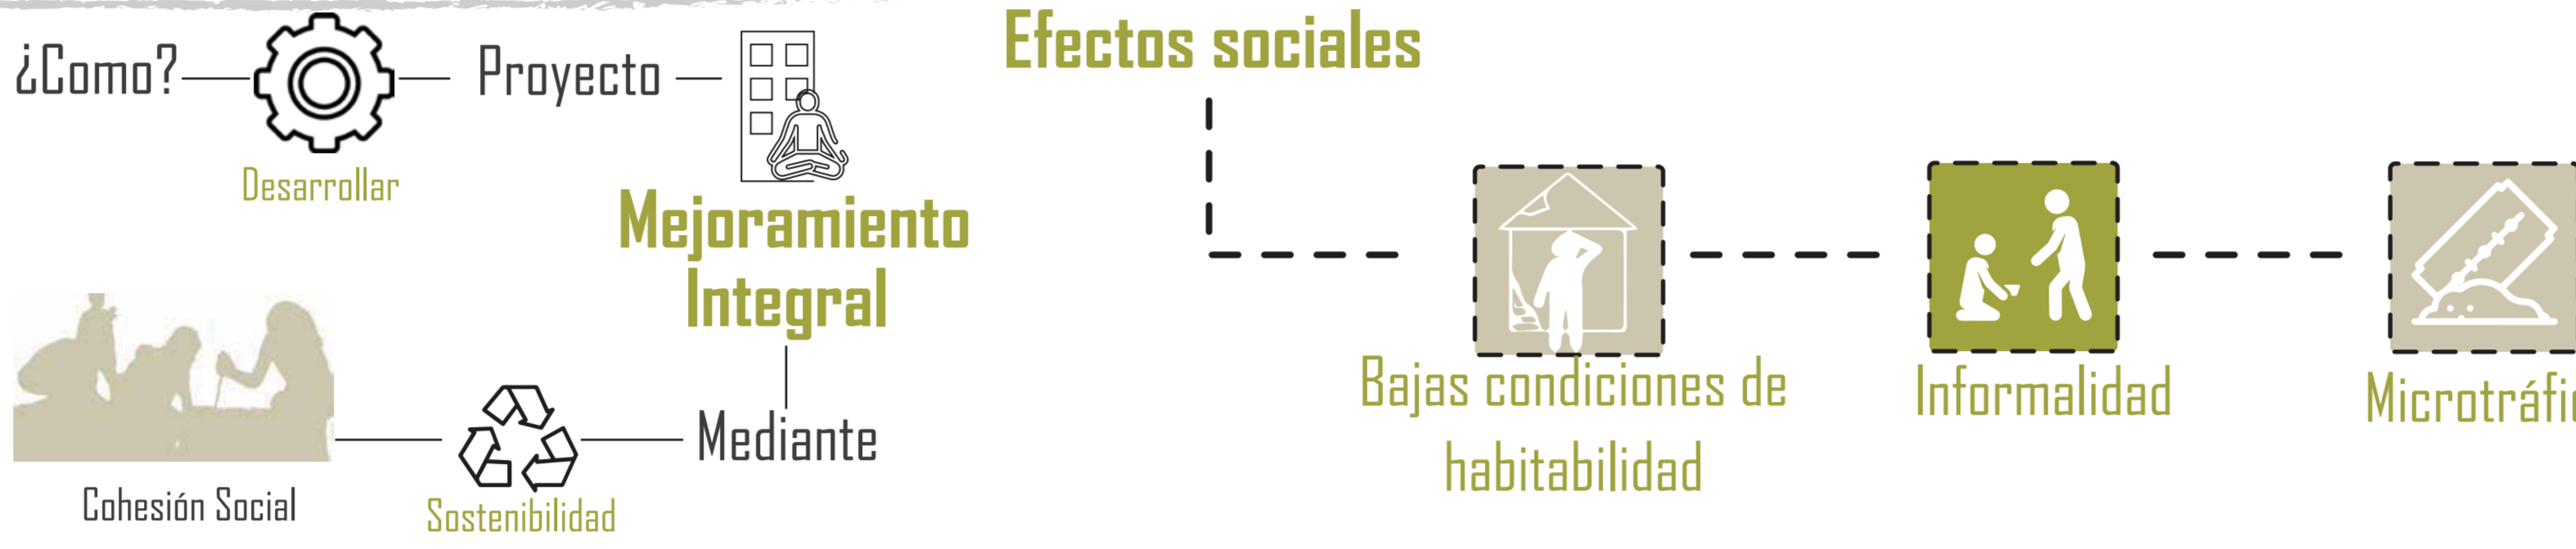 ¿Como?
Desarrollar
Proyecto
Mejoramiento
Integral
Mediante
Sostenibilidad
Cohesión Social
Efectos sociales
Bajas condiciones de
habitabilidad
Informalidad